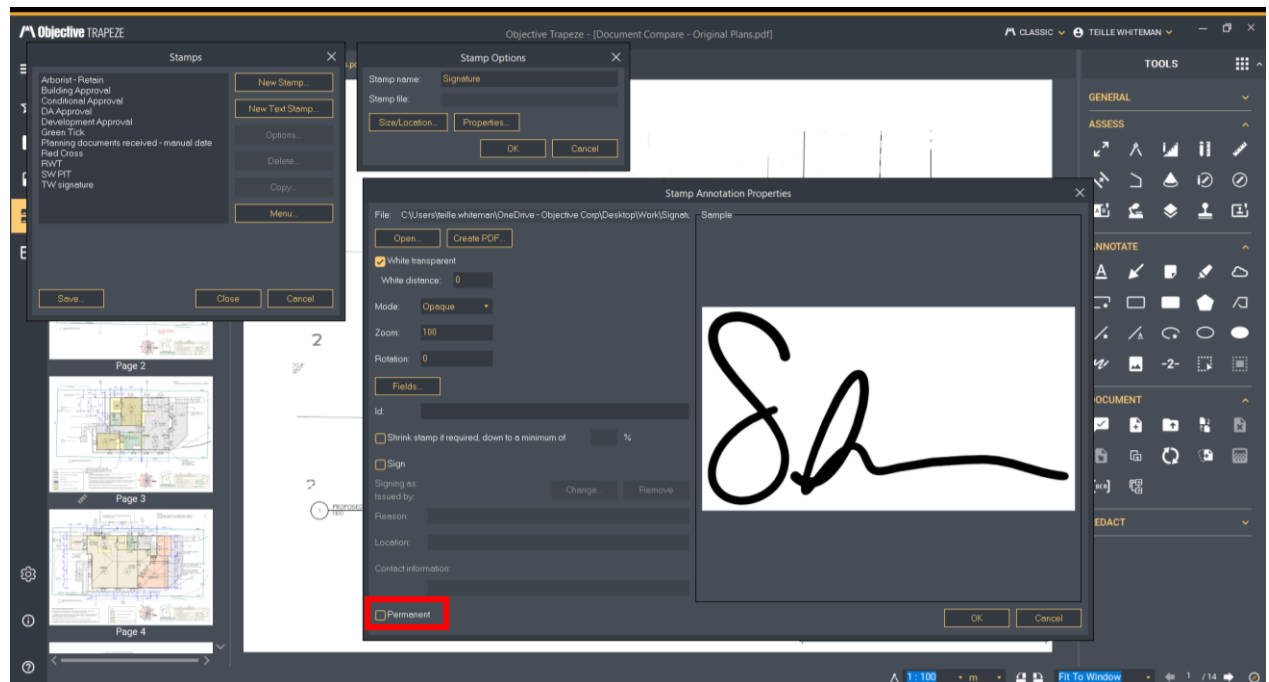 Objective TRAPEZE
Objective Trapeze - [Document Compare - Original Plans.pdf]
CLASSIC
TEILLE WHITEMAN
Stamps
Arborist - Retain
Building Approval
Conditional Approval
DA Approval
Development Approval
Green Tick
Planning documents received - manual date
Red Cross
RWT
SW PIT
TW signature
New Stamp...
New Text Stamp...
Options...
Delete...
Copy...
Menu...
Save...
Close
Cancel
Stamp Options
Stamp name: Signature
Stamp file:
Size/Location...
Properties...
OK
Cancel
Stamp Annotation Properties
File: C:\Users\teille.whiteman\OneDrive - Objective Corp\Desktop\Work\Signat.
Open...
Create PDF...
White transparent
White distance: 0
Mode: Opaque
Zoom: 100
Rotation: 0
Fields...
Id:
Shrink stamp if required, down to a minimum of %
Sign
Signing as:
Issued by:
Change...
Remove
Reason:
Location:
Contact information:
Permanent
Sample
OK
Cancel
Page 2
Page 3
Page 4
2
?
1
TOOLS
GENERAL
ASSESS
ANNOTATE
-2-
DOCUMENT
REDACT
1 : 100
m
Fit To Window
1 / 14